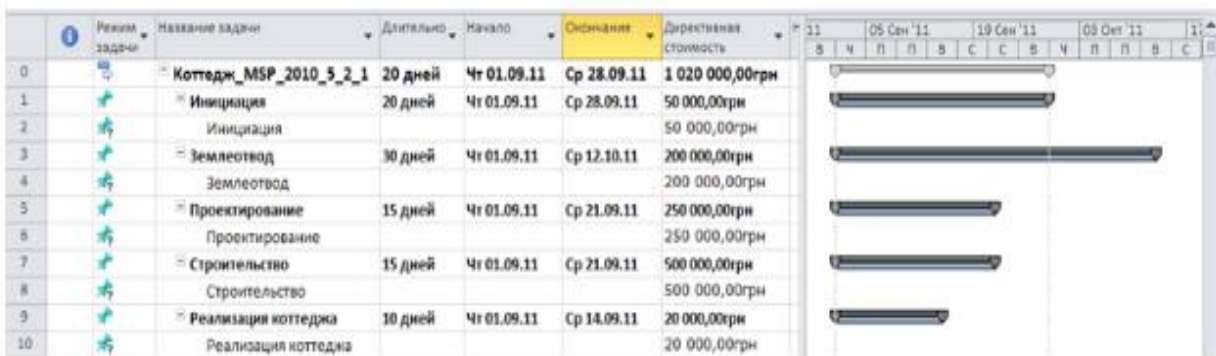 Режим задачи Название задачи Длительно Начало Окончание Директивная стоимость 11 05 Сен '11 19 Сен '11 03 Окт '11 17
В Ч П П В С С В Ч П П В С
0 Коттедж_MSP_2010_5_2_1 20 дней Чт 01.09.11 Ср 28.09.11 1 020 000,00грн
1 Инициация 20 дней Чт 01.09.11 Ср 28.09.11 50 000,00грн
2 Инициация 50 000,00грн
3 Землеотвод 30 дней Чт 01.09.11 Ср 12.10.11 200 000,00грн
4 Землеотвод 200 000,00грн
5 Проектирование 15 дней Чт 01.09.11 Ср 21.09.11 250 000,00грн
6 Проектирование 250 000,00грн
7 Строительство 15 дней Чт 01.09.11 Ср 21.09.11 500 000,00грн
8 Строительство 500 000,00грн
9 Реализация коттеджа 10 дней Чт 01.09.11 Ср 14.09.11 20 000,00грн
10 Реализация коттеджа 20 000,00грн